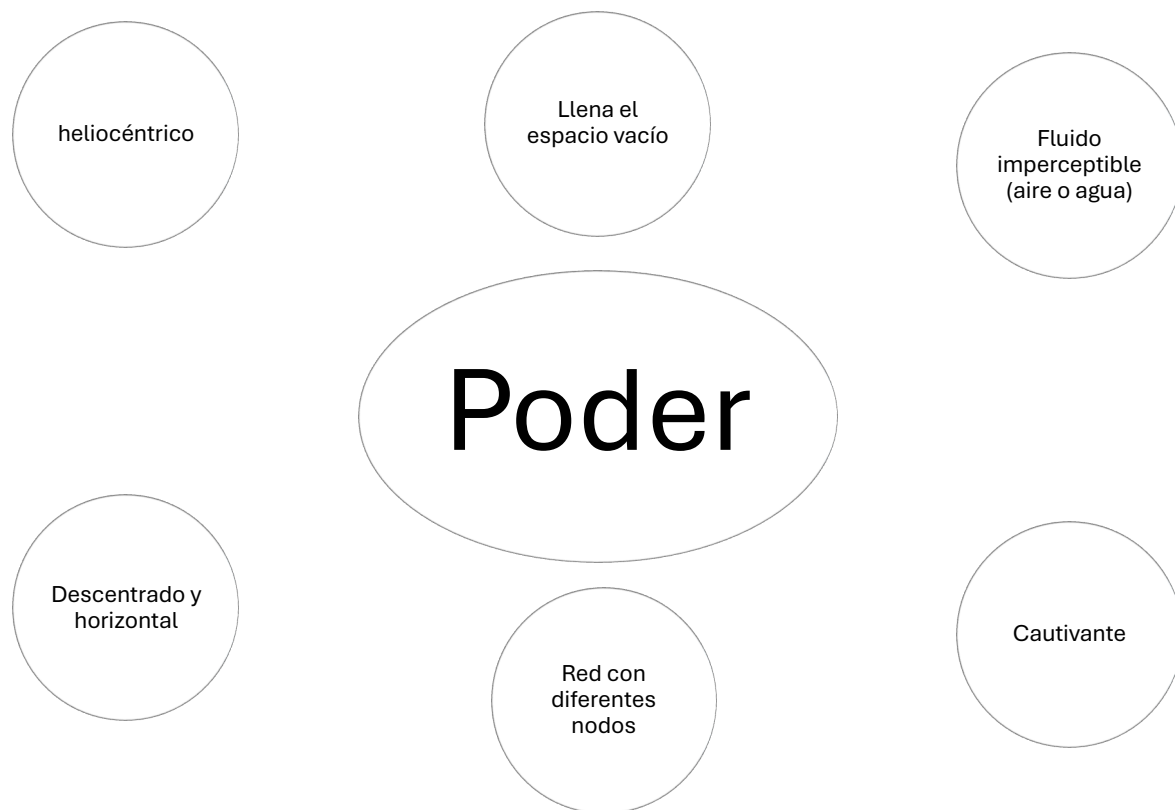 heliocéntrico
Llena el
espacio vacío
Fluido
imperceptible
(aire o agua)
Poder
Descentrado y
horizontal
Red con
diferentes
nodos
Cautivante